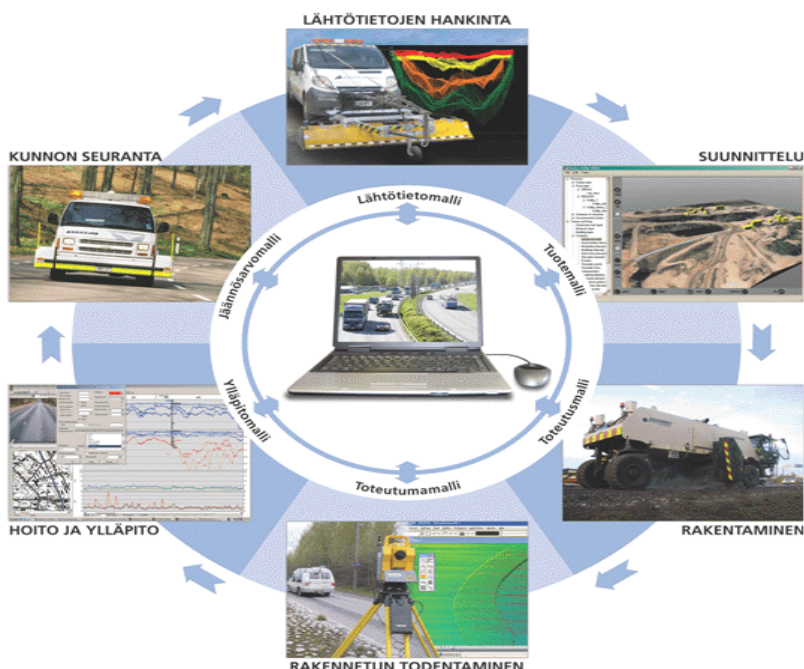 LÄHTÖTIETOJEN HANKINTA
SUUNNITTELU
RAKENTAMINEN
RAKENNETUN TODENTAMINEN
HOITO JA YLLÄPITO
KUNNON SEURANTA
Lähtötietomalli
Tuotemalli
Toteutusmalli
Toteutumamalli
Ylläpitomalli
Jäännösarvomalli